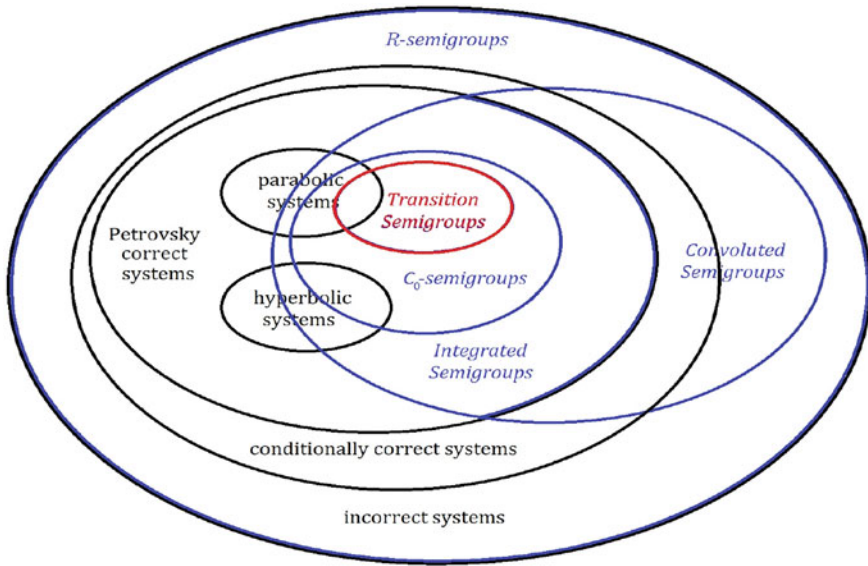 R-semigroups
parabolic
systems
Transition
Semigroups
Petrovsky
correct
systems
Convoluted
Semigroups
C₀-semigroups
hyperbolic
systems
Integrated
Semigroups
conditionally correct systems
incorrect systems